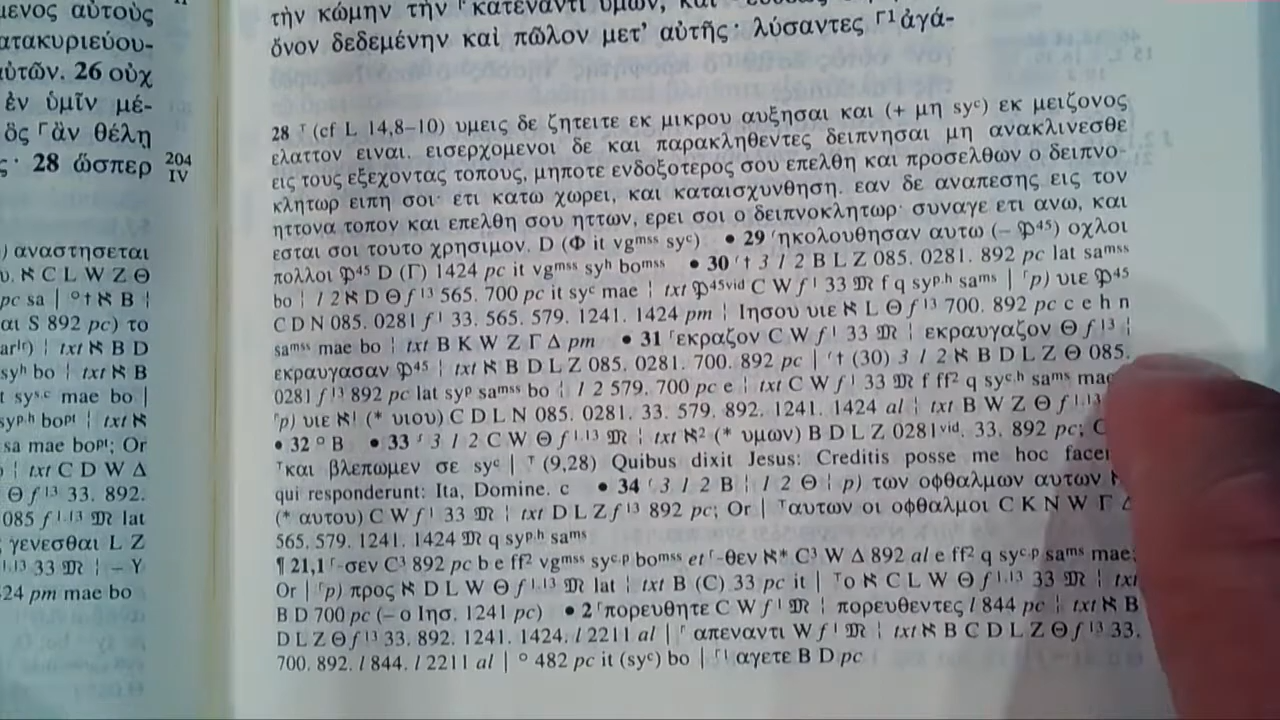 μενος αὐτοὺς
ατακυριεύου-
αὐτῶν. 26 οὐχ
ἐν ὑμῖν μέ-
ὃς ⸀ἂν θέλῃ
ς· 28 ὥσπερ
204
IV
) αναστησεται
υ. ℵ C L W Z Θ
pc sa | °† ℵ B ¦
αι S 892 pc) το
) ¦ txt ℵ B D
syʰ bo ¦ txt ℵ B
t syˢ·ᶜ mae bo |
syᵖ·ʰ boᵖᵗ ¦ txt ℵ
sa mae boᵖᵗ; Or
¦ txt C D W Δ
Θ f¹³ 33. 892.
085 f¹·¹³ 𝔐 lat
γενεσθαι L Z
¹·¹³ 33 𝔐 ¦ – Y
24 pm mae bo
τὴν κώμην τὴν ⸀κατέναντι ὑμῶν, καὶ
ὄνον δεδεμένην καὶ πῶλον μετ’ αὐτῆς· λύσαντες ⸀¹ἀγά-
28 ⸆ (cf L 14,8–10) υμεις δε ζητειτε εκ μικρου αυξησαι και (+ μη syᶜ) εκ μειζονος
ελαττον ειναι. εισερχομενοι δε και παρακληθεντες δειπνησαι μη ανακλινεσθε
εις τους εξεχοντας τοπους, μηποτε ενδοξοτερος σου επελθη και προσελθων ο δειπνο-
κλητωρ ειπη σοι· ετι κατω χωρει, και καταισχυνθηση. εαν δε αναπεσης εις τον
ηττονα τοπον και επελθη σου ηττων, ερει σοι ο δειπνοκλητωρ· συναγε ετι ανω, και
εσται σοι τουτο χρησιμον. D (Φ it vgᵐˢˢ syᶜ) • 29 ⸂ηκολουθησαν αυτω (– 𝔓⁴⁵) οχλοι
πολλοι 𝔓⁴⁵ D (Γ) 1424 pc it vgᵐˢˢ syʰ boᵐˢˢ • 30 ⸂† 3 1 2 B L Z 085. 0281. 892 pc lat saᵐˢˢ
bo ¦ 1 2 ℵ D Θ f¹³ 565. 700 pc it syᶜ mae ¦ txt 𝔓⁴⁵ᵛⁱᵈ C W f¹ 33 𝔐 f q syᵖ·ʰ saᵐˢ | ⸀p) υιε 𝔓⁴⁵
C D N 085. 0281 f¹ 33. 565. 579. 1241. 1424 pm ¦ Ιησου υιε ℵ L Θ f¹³ 700. 892 pc c e h n
saᵐˢˢ mae bo ¦ txt B K W Z Γ Δ pm • 31 ⸀εκραζον C W f¹ 33 𝔐 ¦ εκραυγαζον Θ f¹³ ¦
εκραυγασαν 𝔓⁴⁵ ¦ txt ℵ B D L Z 085. 0281. 700. 892 pc | ⸂† (30) 3 1 2 ℵ B D L Z Θ 085.
0281 f¹³ 892 pc lat syᵖ saᵐˢˢ bo ¦ 1 2 579. 700 pc e ¦ txt C W f¹ 33 𝔐 f ff² q syᶜ·ʰ saᵐˢ mae
⸀p) υιε ℵ¹ (* υιου) C D L N 085. 0281. 33. 579. 892. 1241. 1424 al ¦ txt B W Z Θ f¹·¹³
• 32 ° B • 33 ⸉ 3 1 2 C W Θ f¹·¹³ 𝔐 ¦ txt ℵ² (* υμων) B D L Z 0281ᵛⁱᵈ. 33. 892 pc;
⸆και βλεπωμεν σε syᶜ | ⸆ (9,28) Quibus dixit Jesus: Creditis posse me hoc facer
qui responderunt: Ita, Domine. c • 34 ⸂ 3 1 2 B ¦ 1 2 Θ ¦ p) των οφθαλμων αυτων
(* αυτου) C W f¹ 33 𝔐 ¦ txt D L Z f¹³ 892 pc; Or | ⸆αυτων οι οφθαλμοι C K N W Γ Δ
565. 579. 1241. 1424 𝔐 q syᵖ·ʰ saᵐˢ
¶ 21,1 ⸀-σεν C³ 892 pc b e ff² vgᵐˢˢ syᶜ·ᵖ boᵐˢˢ et ⸀-θεν ℵ* C³ W Δ 892 al e ff² q syᶜ·ᵖ saᵐˢ mae;
Or | ⸀p) προς ℵ D L W Θ f¹·¹³ 𝔐 lat ¦ txt B (C) 33 pc it | ⸆ο ℵ C L W Θ f¹·¹³ 33 𝔐 ¦ txt
B D 700 pc (– ο Ιησ. 1241 pc) • 2 ⸀πορευθητε C W f¹ 𝔐 ¦ πορευθεντες l 844 pc ¦ txt ℵ B
D L Z Θ f¹³ 33. 892. 1241. 1424. l 2211 al | ⸀ απεναντι W f¹ 𝔐 ¦ txt ℵ B C D L Z Θ f¹·¹³ 33.
700. 892. l 844. l 2211 al | ° 482 pc it (syᶜ) bo | ⸀¹ αγετε B D pc